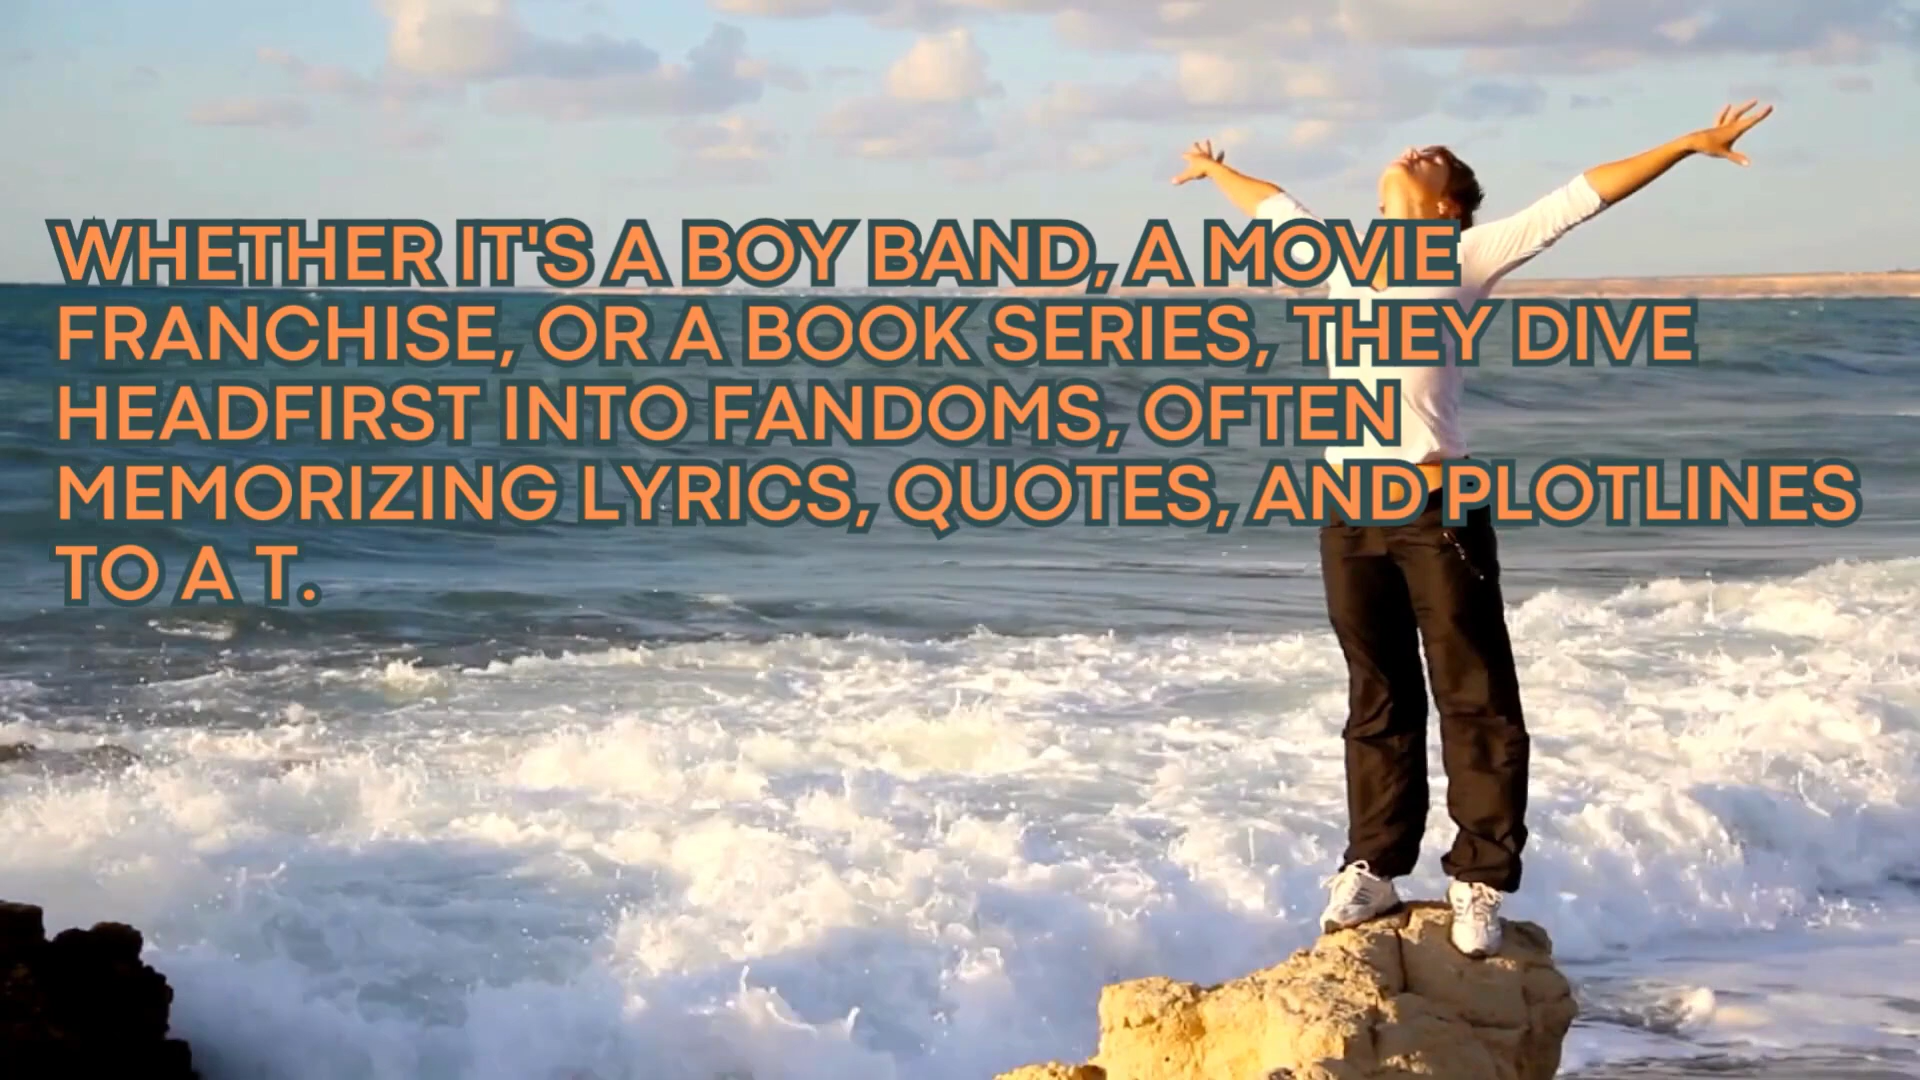 WHETHER IT'S A BOY BAND, A MOVIE
FRANCHISE, OR A BOOK SERIES, THEY DIVE
HEADFIRST INTO FANDOMS, OFTEN
MEMORIZING LYRICS, QUOTES, AND PLOTLINES
TO A T.